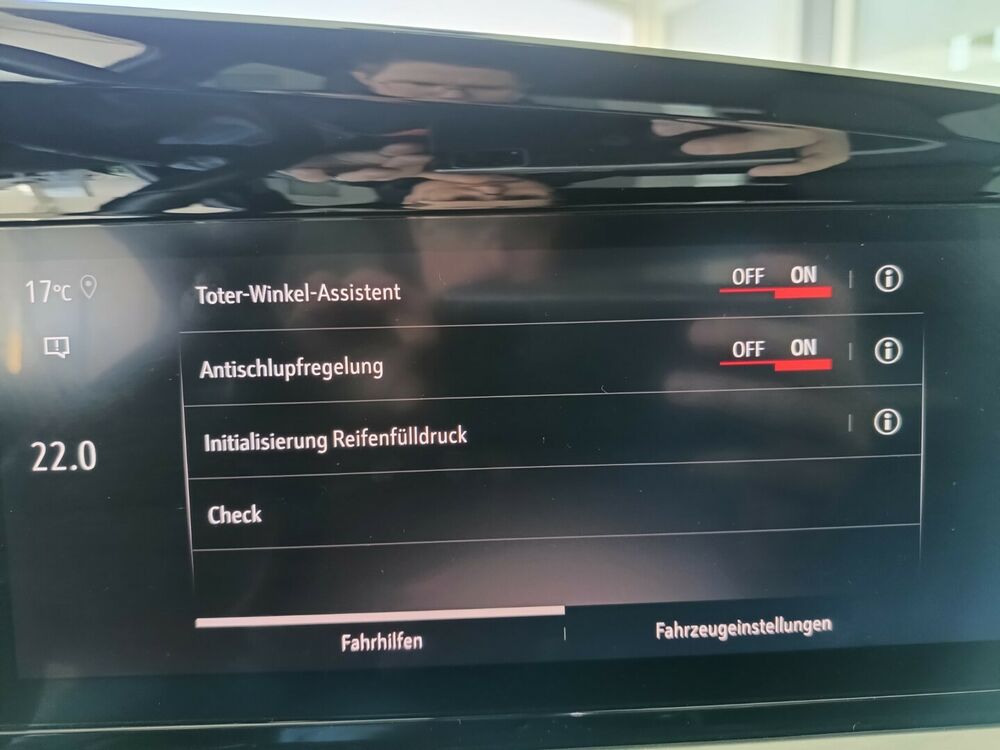 17°C
Toter-Winkel-Assistent OFF ON
Antischlupfregelung OFF ON
22.0
Initialisierung Reifenfülldruck
Check
Fahrhilfen Fahrzeugeinstellungen